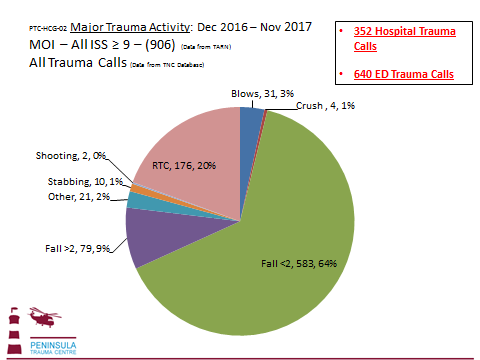 PTC-HCG-02 Major Trauma Activity: Dec 2016 – Nov 2017
MOI – All ISS ≥ 9 – (906) (Data from TARN)
All Trauma Calls (Data from TNC Database)
• 352 Hospital Trauma
Calls
• 640 ED Trauma Calls
Blows, 31, 3%
Crush , 4, 1%
Shooting, 2, 0%
RTC, 176, 20%
Stabbing, 10, 1%
Other, 21, 2%
Fall >2, 79, 9%
Fall <2, 583, 64%
PENINSULA
TRAUMA CENTRE